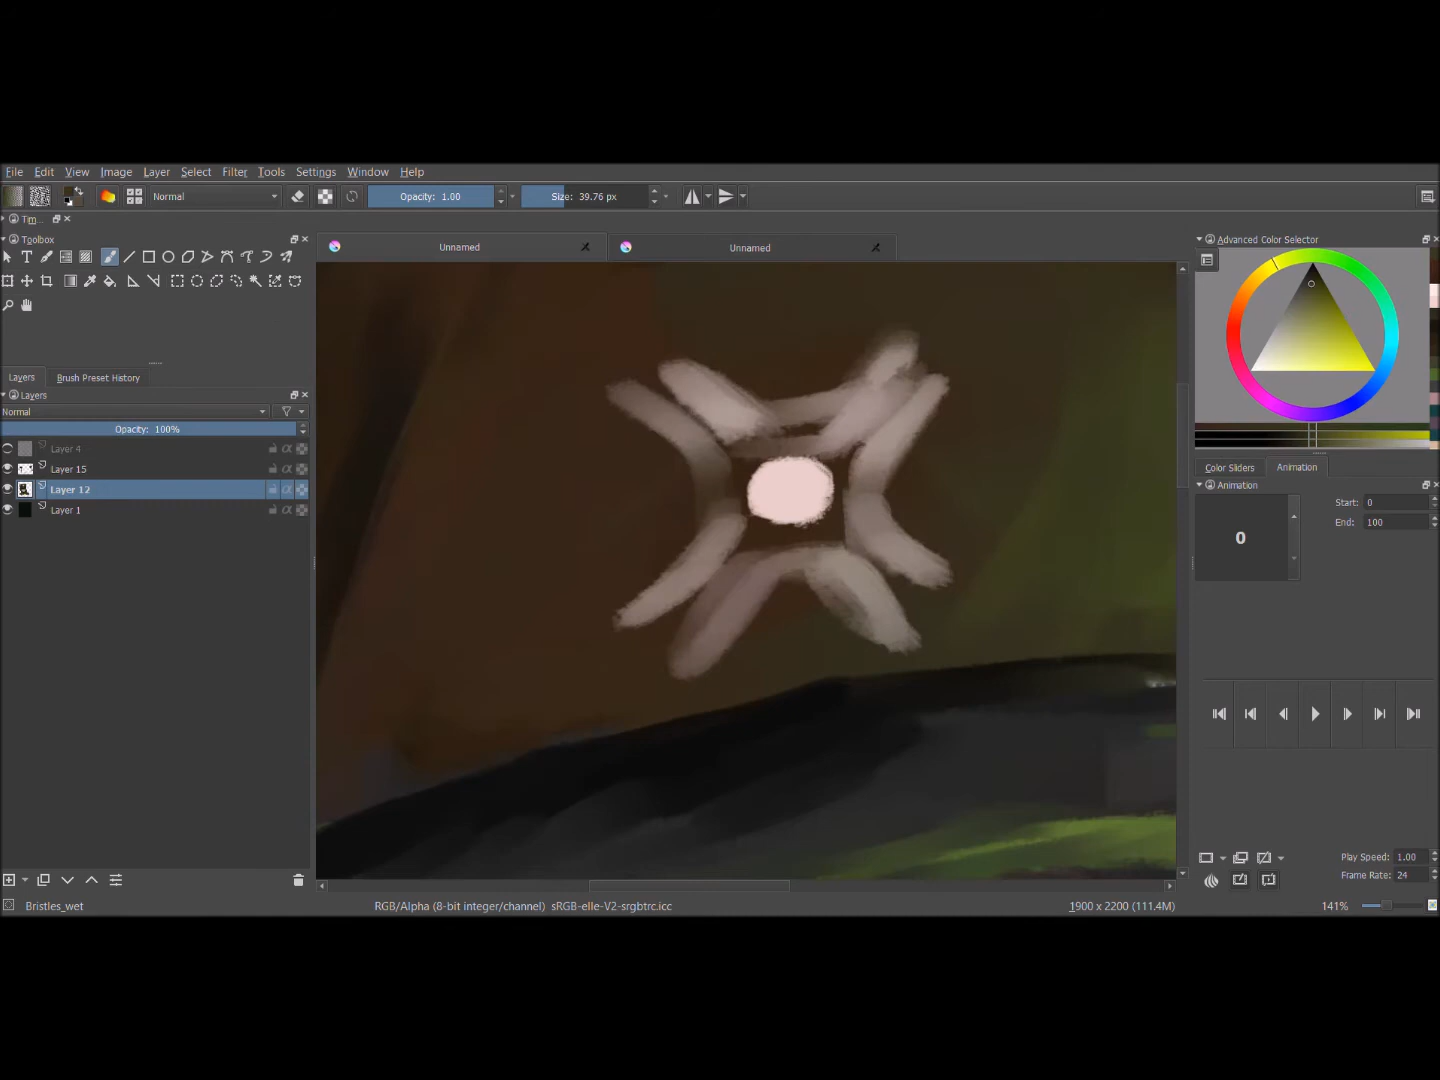 File Edit View Image Layer Select Filter Tools Settings Window Help
Normal Opacity: 1.00 Size: 39.76 px
Tim...
Toolbox
Unnamed Unnamed
Advanced Color Selector
Layers Brush Preset History
Layers
Normal
Opacity: 100%
Layer 4
Layer 15
Layer 12
Layer 1
Color Sliders Animation
Animation
Start: 0
End: 100
0
Play Speed: 1.00
Frame Rate: 24
Bristles_wet RGB/Alpha (8-bit integer/channel) sRGB-elle-V2-srgbtrc.icc 1900 x 2200 (111.4M) 141%